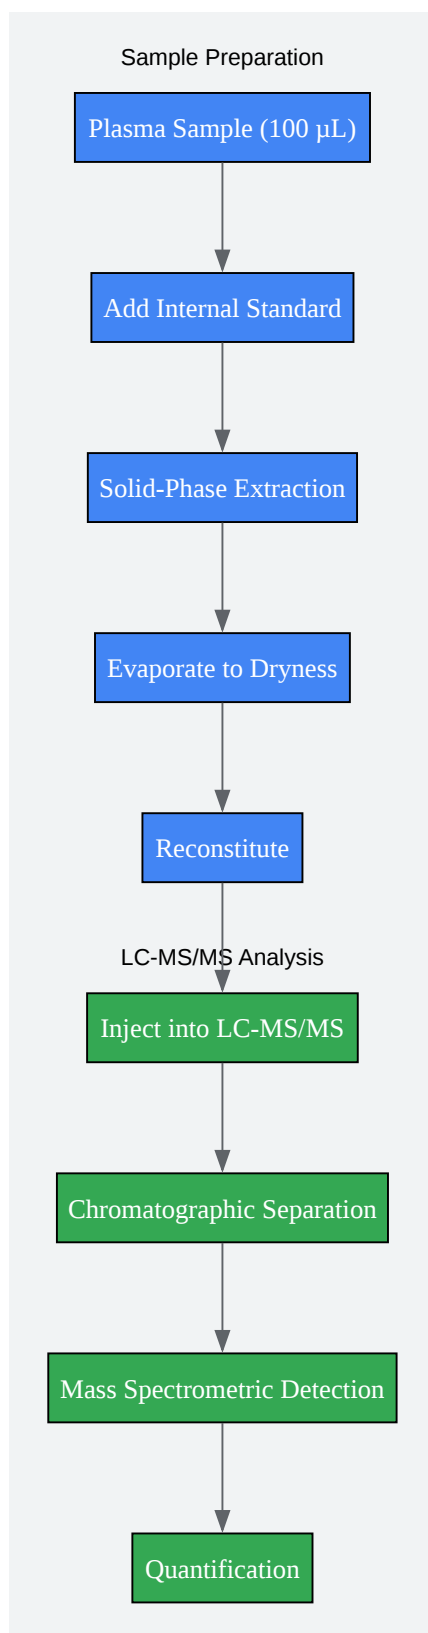 Sample Preparation
Plasma Sample (100 µL)
Add Internal Standard
Solid-Phase Extraction
Evaporate to Dryness
Reconstitute
LC-MS/MS Analysis
Inject into LC-MS/MS
Chromatographic Separation
Mass Spectrometric Detection
Quantification